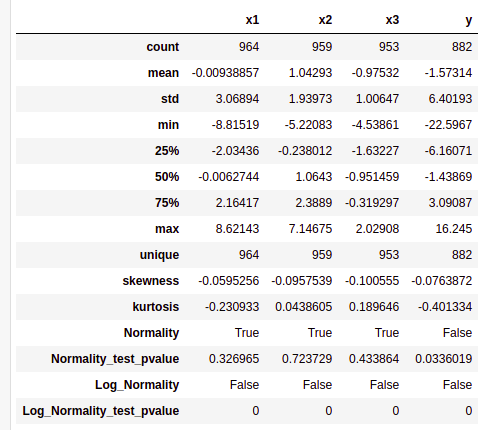 x1 x2 x3 y
count 964 959 953 882
mean -0.00938857 1.04293 -0.97532 -1.57314
std 3.06894 1.93973 1.00647 6.40193
min -8.81519 -5.22083 -4.53861 -22.5967
25% -2.03436 -0.238012 -1.63227 -6.16071
50% -0.0062744 1.0643 -0.951459 -1.43869
75% 2.16417 2.3889 -0.319297 3.09087
max 8.62143 7.14675 2.02908 16.245
unique 964 959 953 882
skewness -0.0595256 -0.0957539 -0.100555 -0.0763872
kurtosis -0.230933 0.0438605 0.189646 -0.401334
Normality True True True False
Normality_test_pvalue 0.326965 0.723729 0.433864 0.0336019
Log_Normality False False False False
Log_Normality_test_pvalue 0 0 0 0